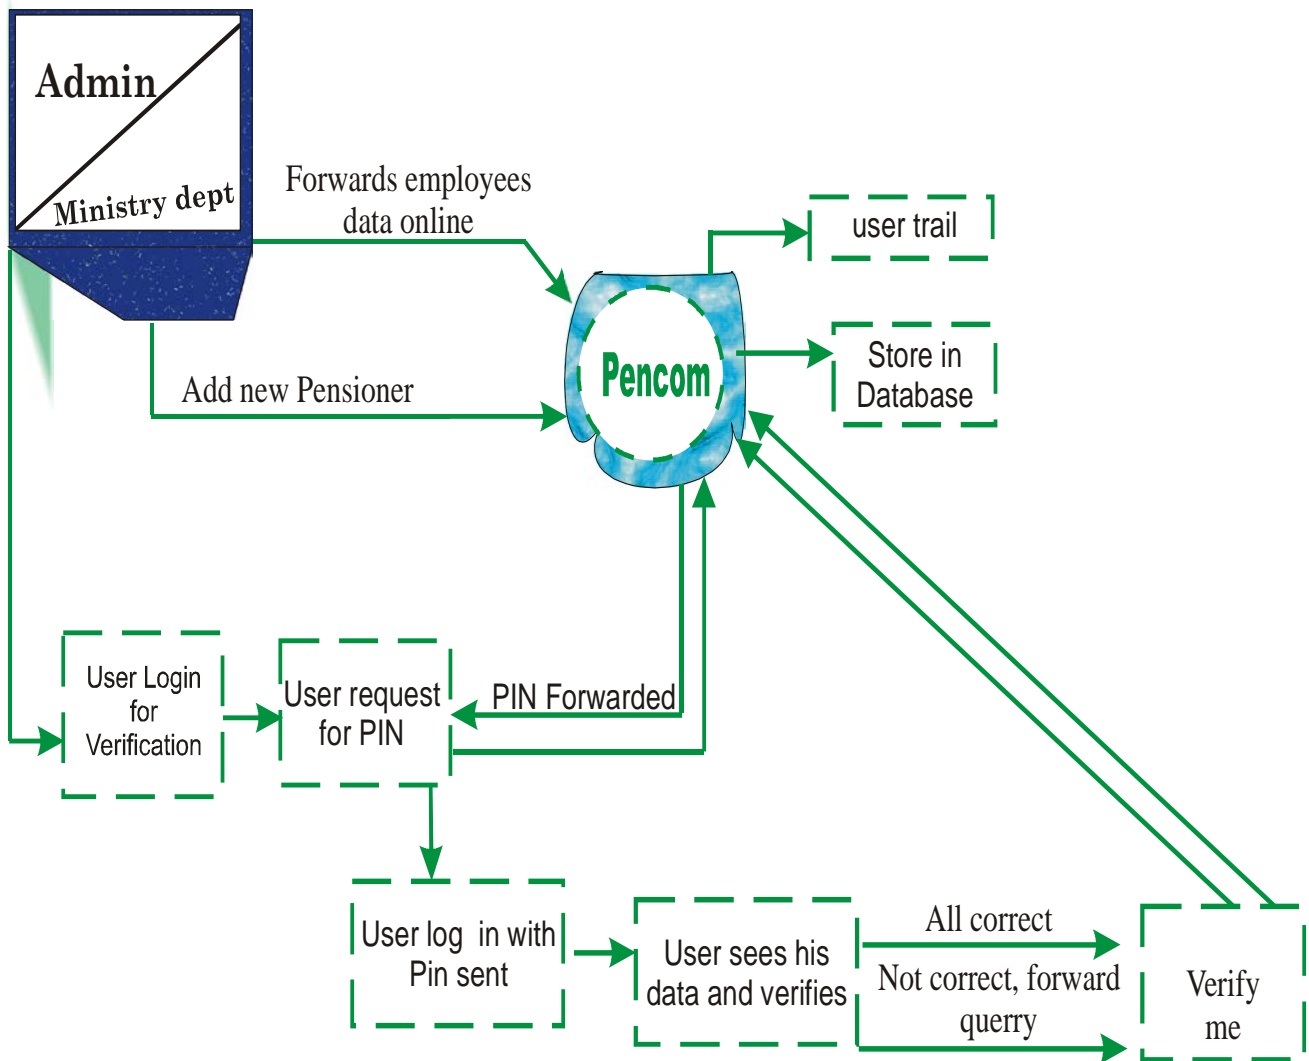 Admin
Ministry dept
Forwards employees
data online
user trail
Store in
Database
Pencom
Add new Pensioner
User Login
for
Verification
User request
for PIN
PIN Forwarded
User log in with
Pin sent
User sees his
data and verifies
All correct
Not correct, forward
querry
Verify
me